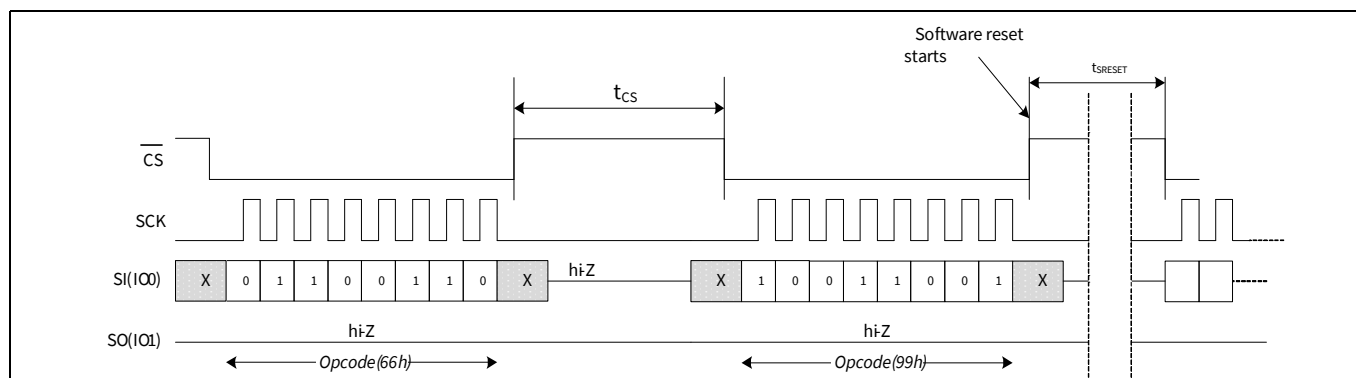 Software reset
starts
tSRESET
tCS
CS
SCK
SI(IO0) X 0 1 1 0 0 1 1 0 X hi-Z X 1 0 0 1 1 0 0 1 X
SO(IO1) hi-Z hi-Z
Opcode(66h) Opcode(99h)